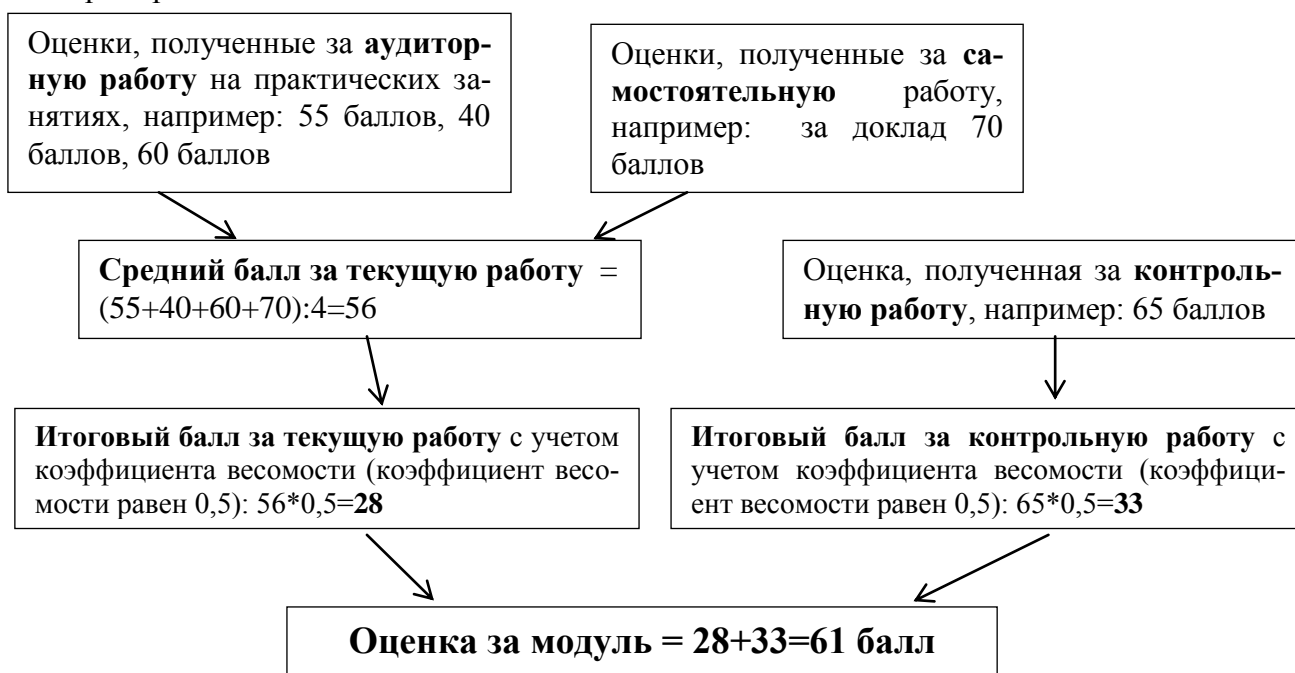 Оценки, полученные за аудитор-
ную работу на практических за-
нятиях, например: 55 баллов, 40
баллов, 60 баллов
Оценки, полученные за са-
мостоятельную работу,
например: за доклад 70
баллов
Средний балл за текущую работу =
(55+40+60+70):4=56
Оценка, полученная за контроль-
ную работу, например: 65 баллов
Итоговый балл за текущую работу с учетом
коэффициента весомости (коэффициент весо-
мости равен 0,5): 56*0,5=28
Итоговый балл за контрольную работу с
учетом коэффициента весомости (коэффици-
ент весомости равен 0,5): 65*0,5=33
Оценка за модуль = 28+33=61 балл